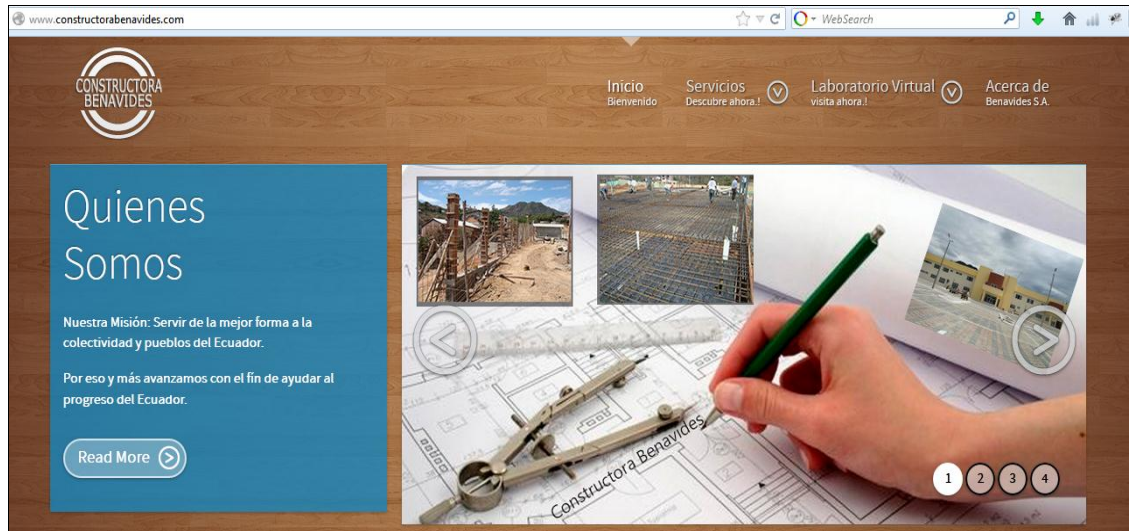 www.constructorabenavides.com
WebSearch
CONSTRUCTORA
BENAVIDES
Inicio
Bienvenido
Servicios
Descubre ahora.!
Laboratorio Virtual
visita ahora.!
Acerca de
Benavides S.A.
Quienes
Somos
Nuestra Misión: Servir de la mejor forma a la
colectividad y pueblos del Ecuador.
Por eso y más avanzamos con el fín de ayudar al
progreso del Ecuador.
Read More
Constructora Benavides
1 2 3 4